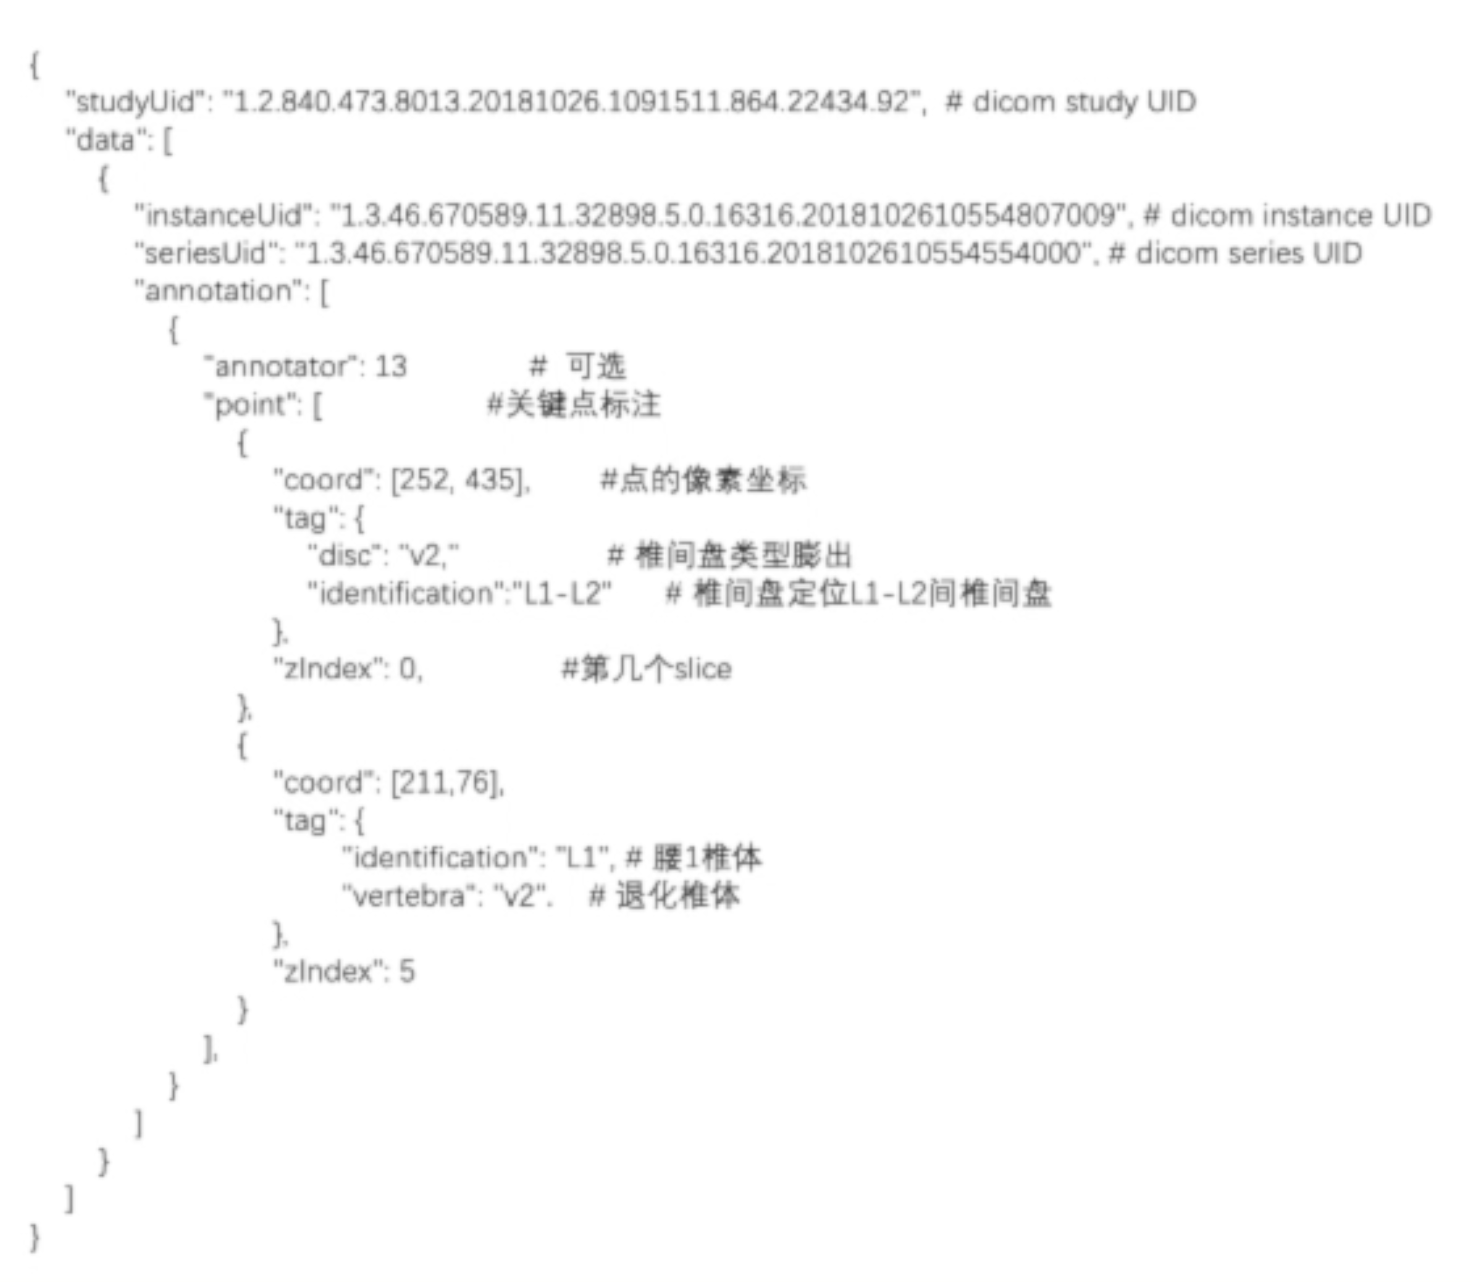 {
"studyUid": "1.2.840.473.8013.20181026.1091511.864.22434.92", # dicom study UID
"data": [
{
"instanceUid": "1.3.46.670589.11.32898.5.0.16316.2018102610554807009", # dicom instance UID
"seriesUid": "1.3.46.670589.11.32898.5.0.16316.2018102610554554000", # dicom series UID
"annotation": [
{
"annotator": 13 # 可选
"point": [ #关键点标注
{
"coord": [252, 435], #点的像素坐标
"tag": {
"disc": "v2," # 椎间盘类型膨出
"identification":"L1-L2" # 椎间盘定位L1-L2间椎间盘
},
"zIndex": 0, #第几个slice
},
{
"coord": [211,76],
"tag": {
"identification": "L1", # 腰1椎体
"vertebra": "v2". # 退化椎体
},
"zIndex": 5
}
],
}
]
}
]
}